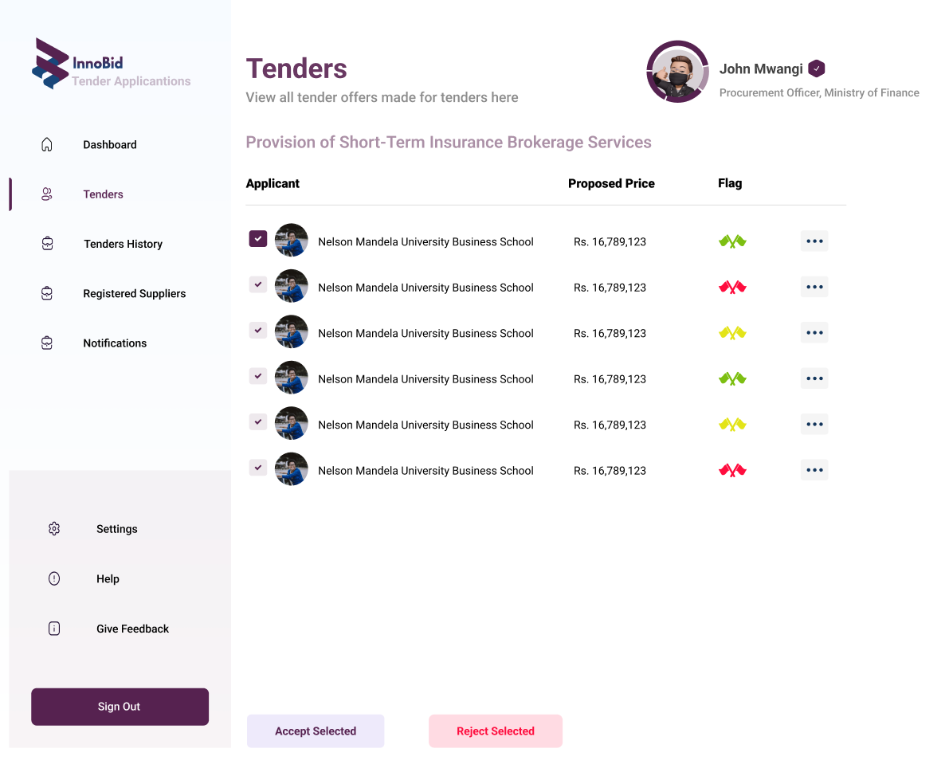 InnoBid
Tender Applicantions
Dashboard
Tenders
Tenders History
Registered Suppliers
Notifications
Settings
Help
Give Feedback
Sign Out
Tenders
View all tender offers made for tenders here
John Mwangi
Procurement Officer, Ministry of Finance
Provision of Short-Term Insurance Brokerage Services
Applicant Proposed Price Flag
Nelson Mandela University Business School Rs. 16,789,123
Nelson Mandela University Business School Rs. 16,789,123
Nelson Mandela University Business School Rs. 16,789,123
Nelson Mandela University Business School Rs. 16,789,123
Nelson Mandela University Business School Rs. 16,789,123
Nelson Mandela University Business School Rs. 16,789,123
Accept Selected Reject Selected